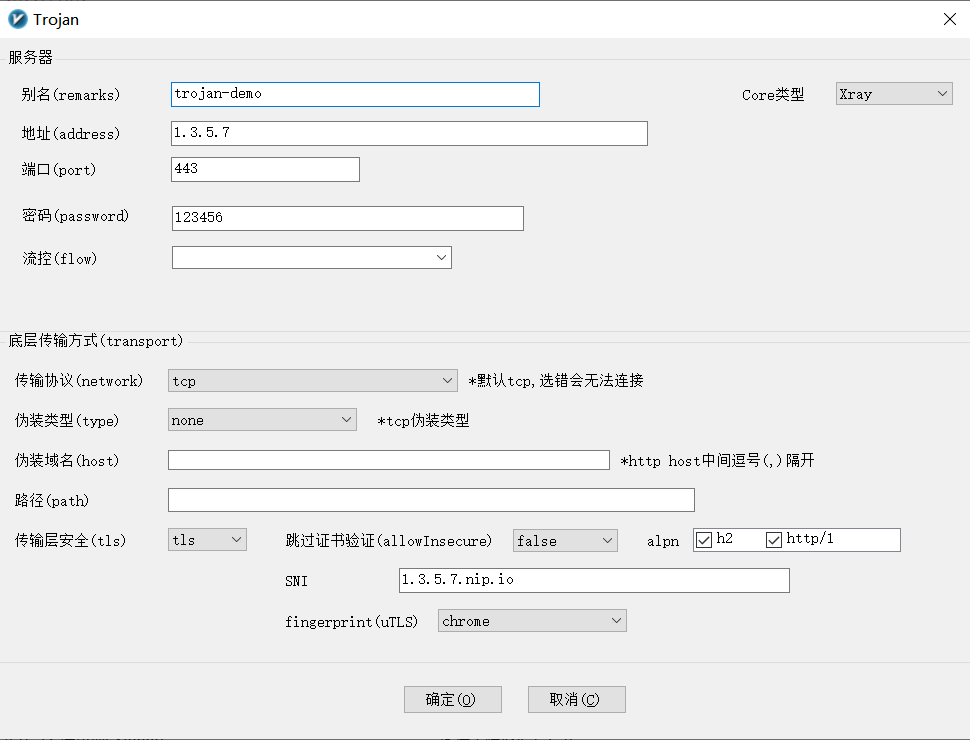 Trojan
服务器
别名(remarks) trojan-demo Core类型 Xray
地址(address) 1.3.5.7
端口(port) 443
密码(password) 123456
流控(flow)
底层传输方式(transport)
传输协议(network) tcp *默认tcp,选错会无法连接
伪装类型(type) none *tcp伪装类型
伪装域名(host) *http host中间逗号(,)隔开
路径(path)
传输层安全(tls) tls 跳过证书验证(allowInsecure) false alpn h2 http/1
SNI 1.3.5.7.nip.io
fingerprint(uTLS) chrome
确定(O) 取消(C)